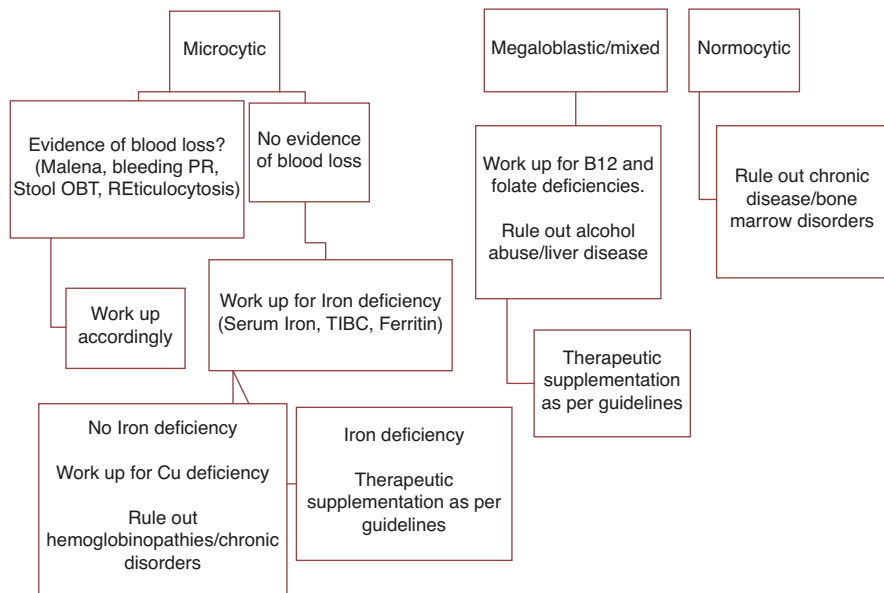 Microcytic
Evidence of blood loss?
(Malena, bleeding PR,
Stool OBT, REticulocytosis)
No evidence
of blood loss
Work up
accordingly
Work up for Iron deficiency
(Serum Iron, TIBC, Ferritin)
No Iron deficiency
Work up for Cu deficiency
Rule out
hemoglobinopathies/chronic
disorders
Iron deficiency
Therapeutic
supplementation as per
guidelines
Megaloblastic/mixed
Work up for B12 and
folate deficiencies.
Rule out alcohol
abuse/liver disease
Therapeutic
supplementation
as per guidelines
Normocytic
Rule out chronic
disease/bone
marrow disorders